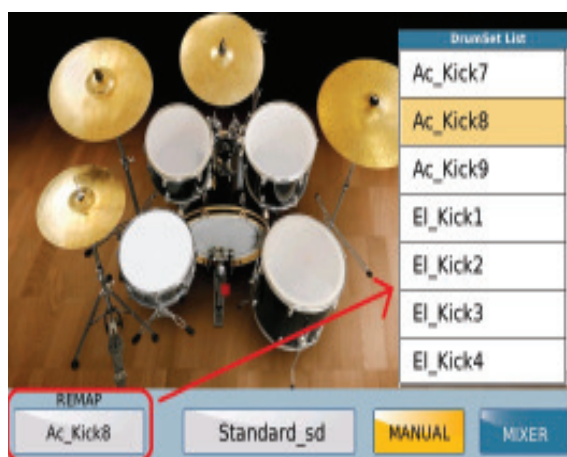 DrumSet List
Ac_Kick7
Ac_Kick8
Ac_Kick9
El_Kick1
El_Kick2
El_Kick3
El_Kick4
REMAP
Ac_Kick8
Standard_sd
MANUAL
MIXER